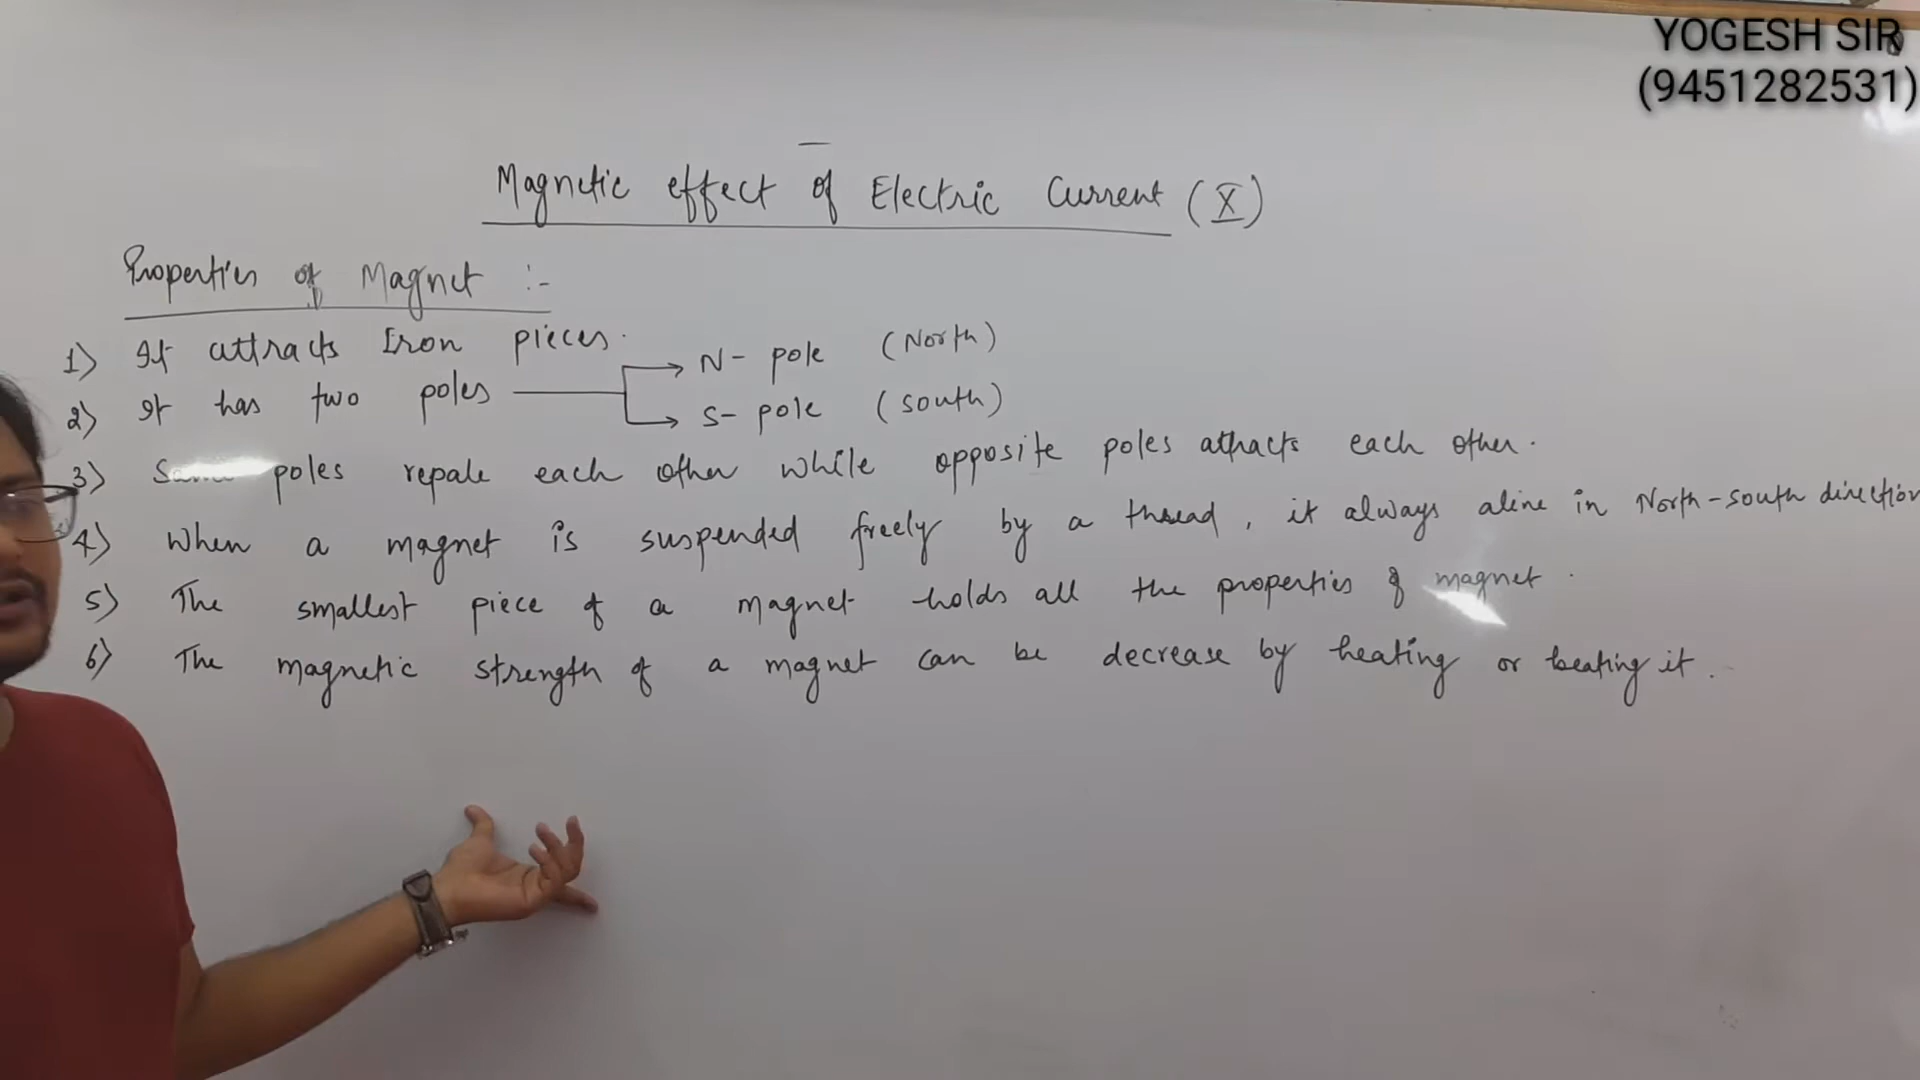 YOGESH SIR
(9451282531)
Magnetic effect of Electric Current (X)
Properties of Magnet :-
1) It attracts Iron pieces.
2) It has two poles
N- pole (North)
S- pole (South)
3) Same poles repale each other while opposite poles attracts each other.
4) When a magnet is suspended freely by a thread, it always aline in North-South direction
5) The smallest piece of a magnet holds all the properties of magnet.
6) The magnetic strength of a magnet can be decrease by heating or beating it.